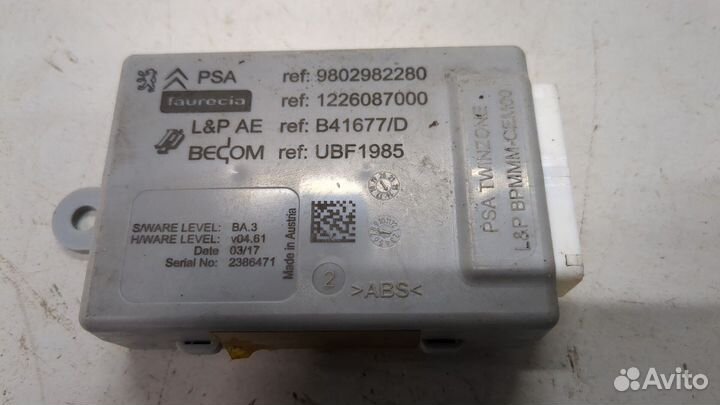 PSA ref: 9802982280
faurecia ref: 1226087000
L&P AE ref: B41677/D
BECOM ref: UBF1985
S/WARE LEVEL: BA.3
H/WARE LEVEL: v04.61
Date 03/17
Serial No: 2386471
Made in Austria
2
>ABS<
PSA TWINZONE
L&P BPMMM-CEM00
Avito